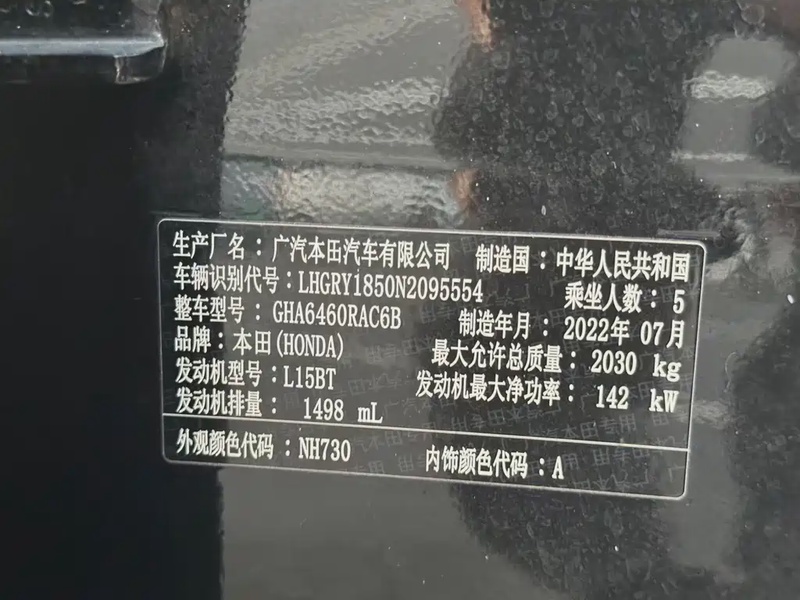 生产厂名：广汽本田汽车有限公司 制造国：中华人民共和国
车辆识别代号：LHGRY1850N2095554 乘坐人数：5
整车型号：GHA6460RAC6B 制造年月：2022年 07月
品牌：本田(HONDA) 最大允许总质量：2030 kg
发动机型号：L15BT 发动机最大净功率：142 kW
发动机排量：1498 mL
外观颜色代码：NH730 内饰颜色代码：A